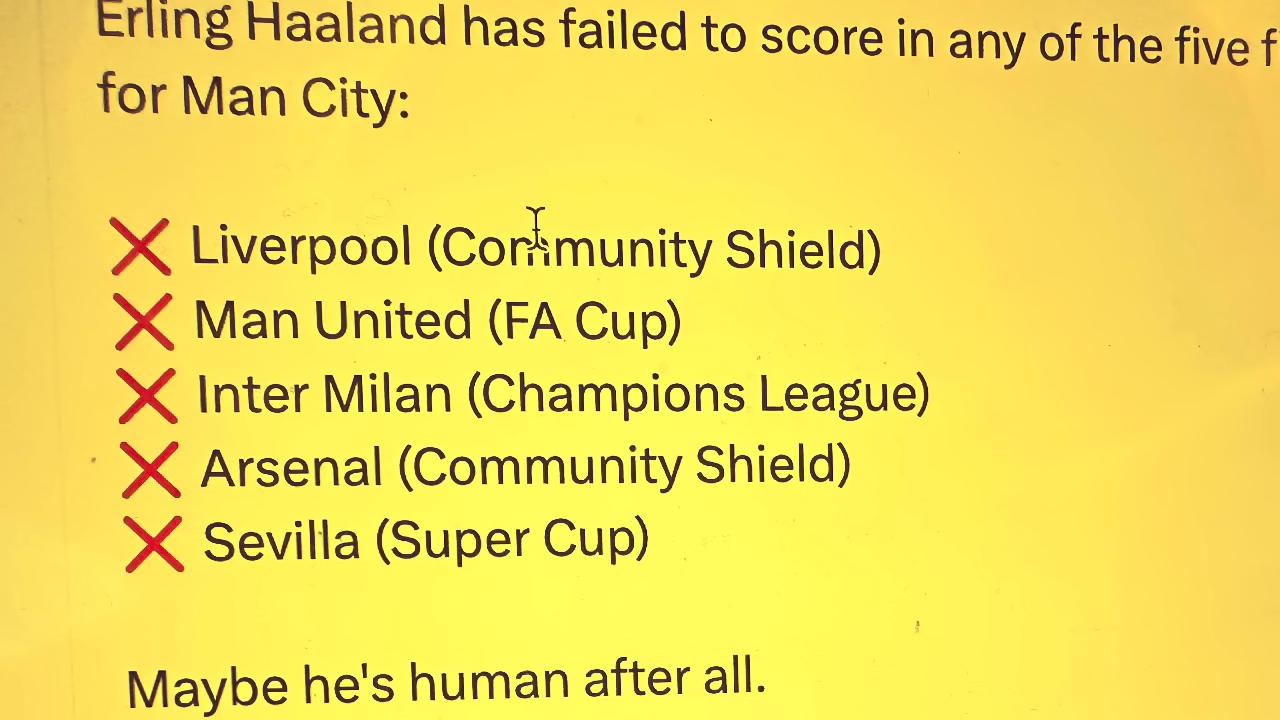 Erling Haaland has failed to score in any of the five
for Man City:
❌ Liverpool (Community Shield)
❌ Man United (FA Cup)
❌ Inter Milan (Champions League)
❌ Arsenal (Community Shield)
❌ Sevilla (Super Cup)
Maybe he's human after all.